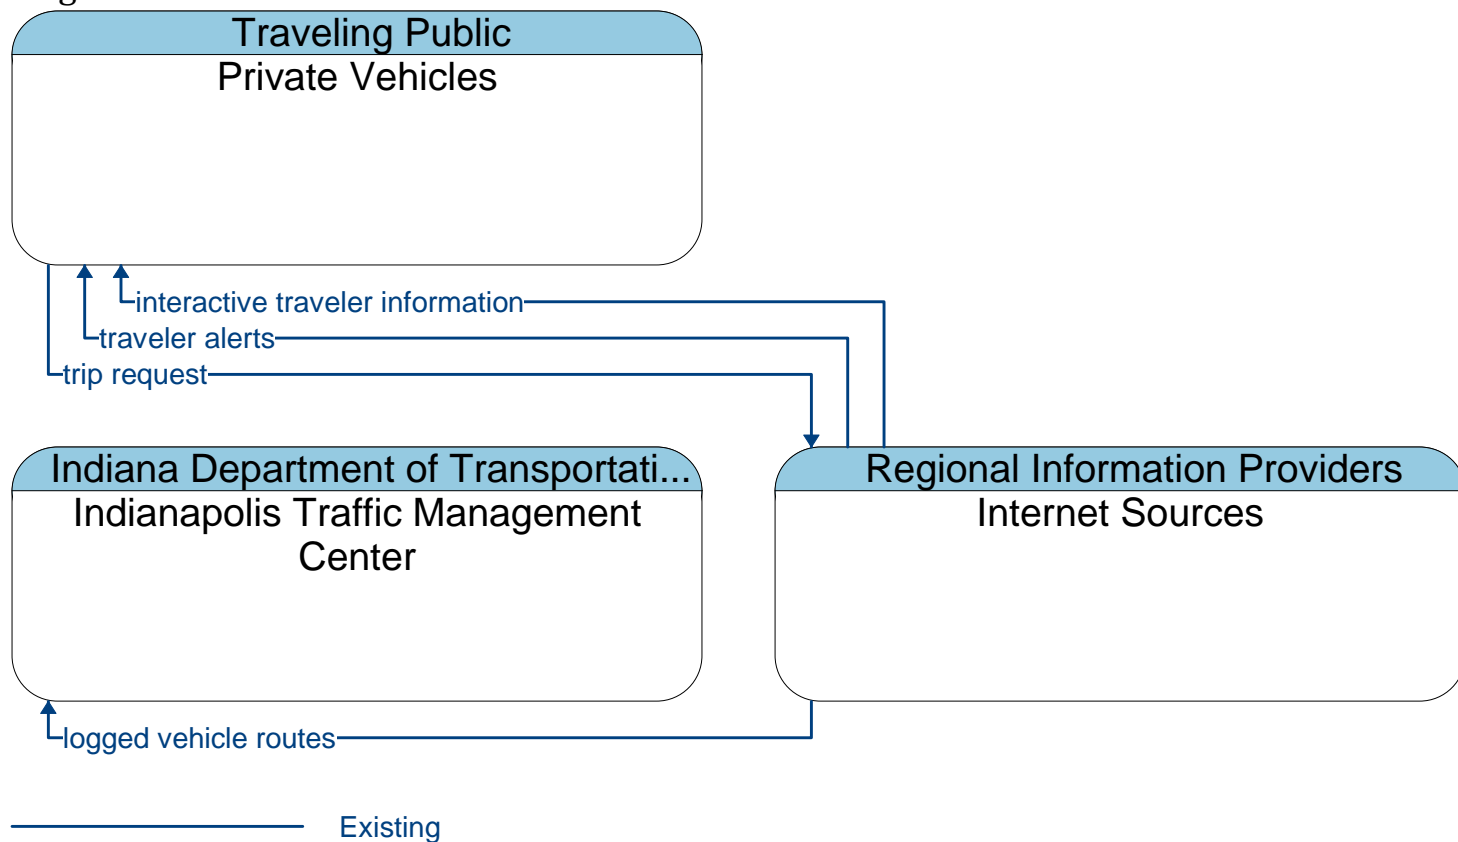 Traveling Public
Private Vehicles
interactive traveler information
traveler alerts
trip request
Indiana Department of Transportati...
Indianapolis Traffic Management
Center
Regional Information Providers
Internet Sources
logged vehicle routes
Existing